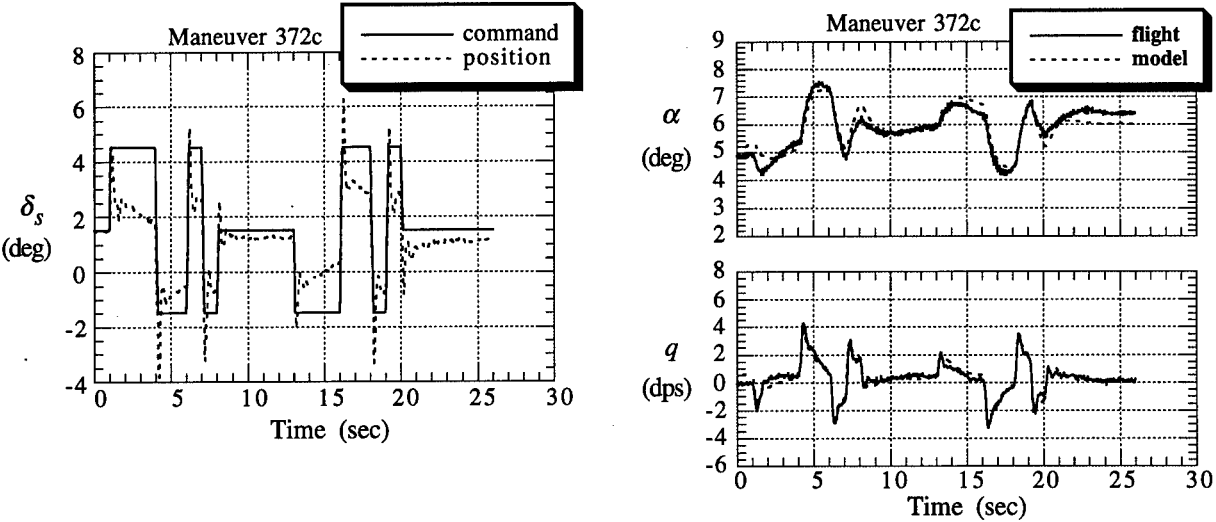 Maneuver 372c
command
position
8
6
4
2
0
-2
-4
δs
(deg)
0 5 10 15 20 25 30
Time (sec)
Maneuver 372c
flight
model
9
8
7
6
5
4
3
2
α
(deg)
8
6
4
2
0
-2
-4
-6
q
(dps)
0 5 10 15 20 25 30
Time (sec)